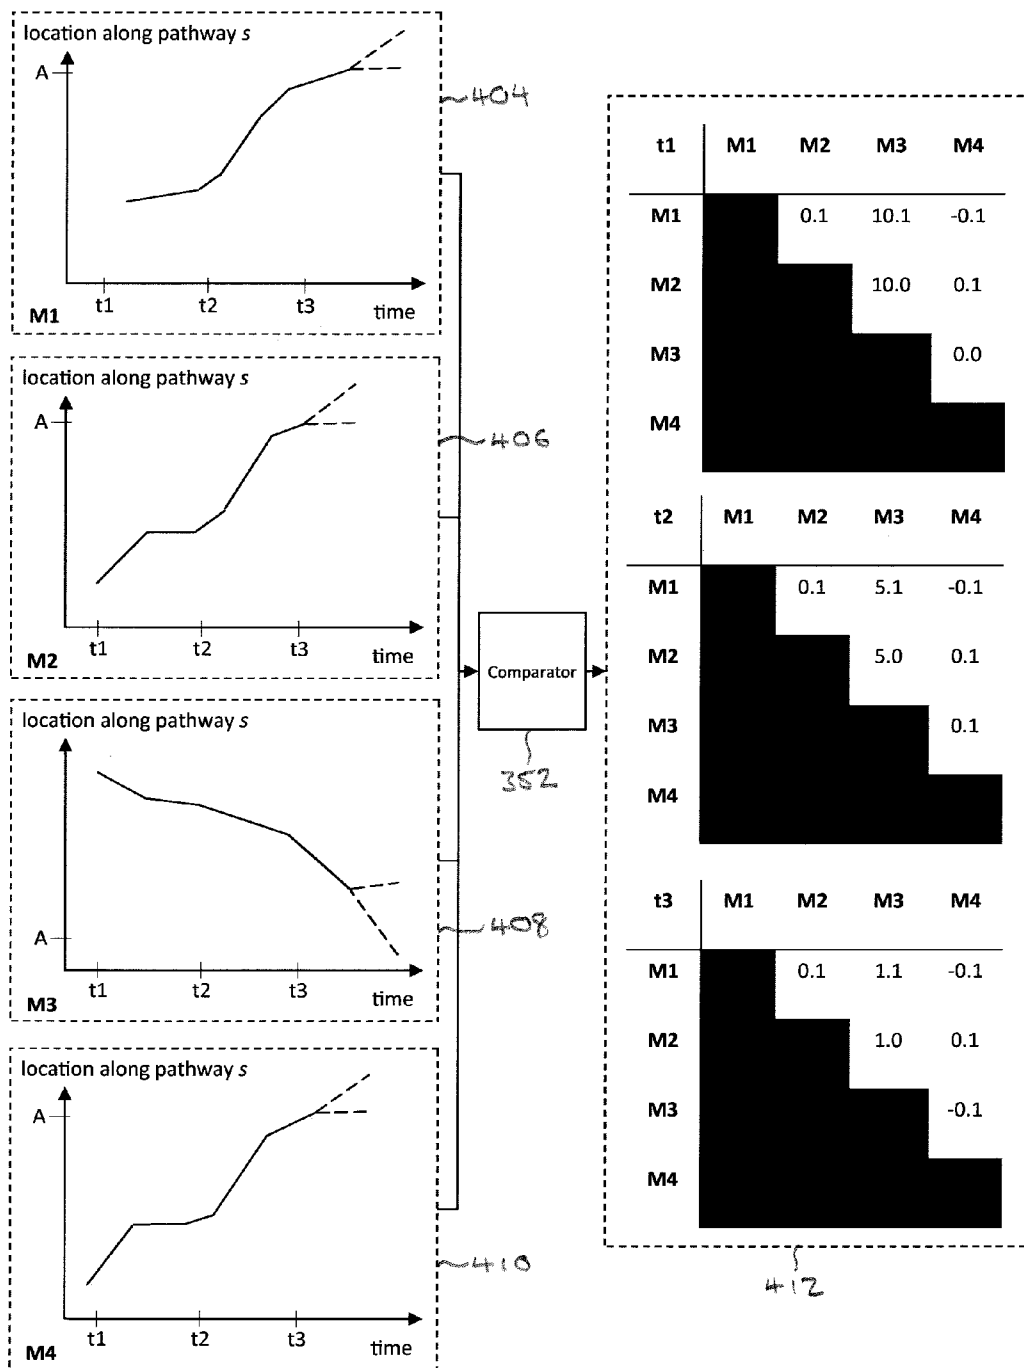 location along pathway s
A
t1 t2 t3 time
M1
404
location along pathway s
A
t1 t2 t3 time
M2
406
location along pathway s
A
t1 t2 t3 time
M3
408
location along pathway s
A
t1 t2 t3 time
M4
410
Comparator
352
t1 M1 M2 M3 M4
M1 0.1 10.1 -0.1
M2 10.0 0.1
M3 0.0
M4
t2 M1 M2 M3 M4
M1 0.1 5.1 -0.1
M2 5.0 0.1
M3 0.1
M4
t3 M1 M2 M3 M4
M1 0.1 1.1 -0.1
M2 1.0 0.1
M3 -0.1
M4
412